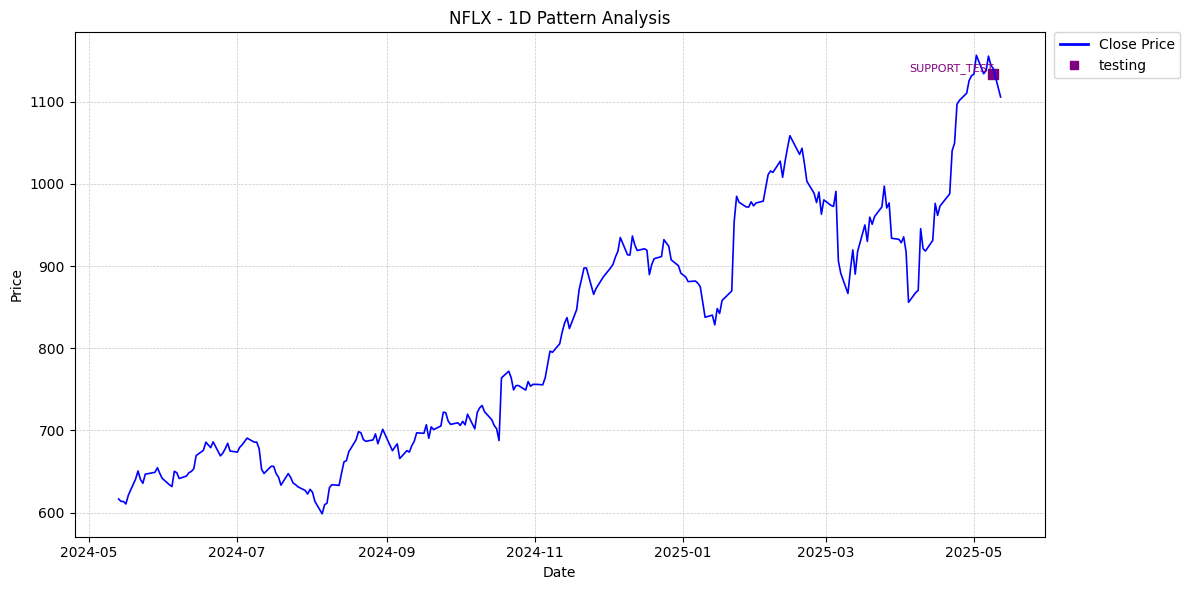 NFLX - 1D Pattern Analysis
Close Price
testing
SUPPORT_TEST
1100
1000
900
800
700
600
Price
2024-05
2024-07
2024-09
2024-11
2025-01
2025-03
2025-05
Date